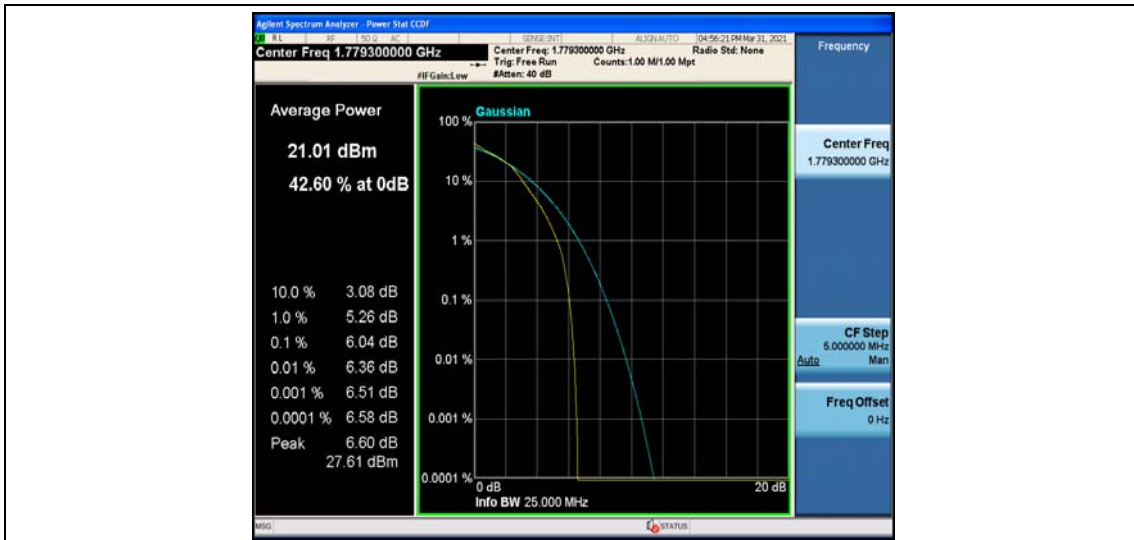 Agilent Spectrum Analyzer - Power Stat CCDF
RL RF 50 Ω AC SENSE:INT ALIGN AUTO 04:56:21 PM Mar 31, 2021
Center Freq 1.779300000 GHz
Center Freq: 1.779300000 GHz Radio Std: None
Trig: Free Run Counts:1.00 M/1.00 Mpt
#IFGain:Low #Atten: 40 dB
Frequency
Average Power
21.01 dBm
42.60 % at 0dB
10.0 % 3.08 dB
1.0 % 5.26 dB
0.1 % 6.04 dB
0.01 % 6.36 dB
0.001 % 6.51 dB
0.0001 % 6.58 dB
Peak 6.60 dB
27.61 dBm
Gaussian
100 %
10 %
1 %
0.1 %
0.01 %
0.001 %
0.0001 %
0 dB 20 dB
Info BW 25.000 MHz
Center Freq
1.779300000 GHz
CF Step
5.000000 MHz
Auto Man
Freq Offset
0 Hz
MSG STATUS